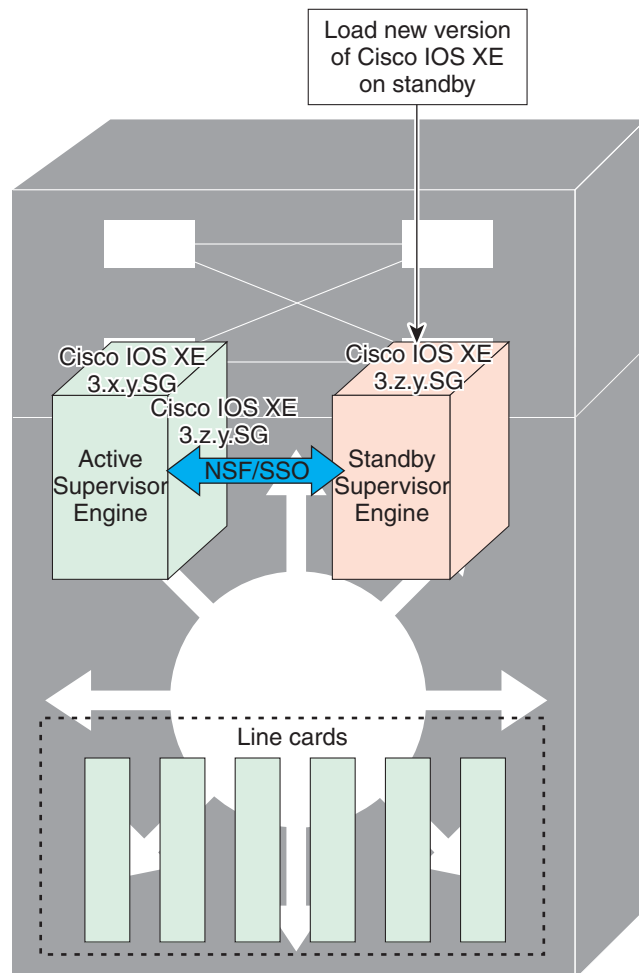 Load new version
of Cisco IOS XE
on standby
Cisco IOS XE
3.x.y.SG
Cisco IOS XE
3.z.y.SG
Cisco IOS XE
3.z.y.SG
Active
Supervisor
Engine
NSF/SSO
Standby
Supervisor
Engine
Line cards